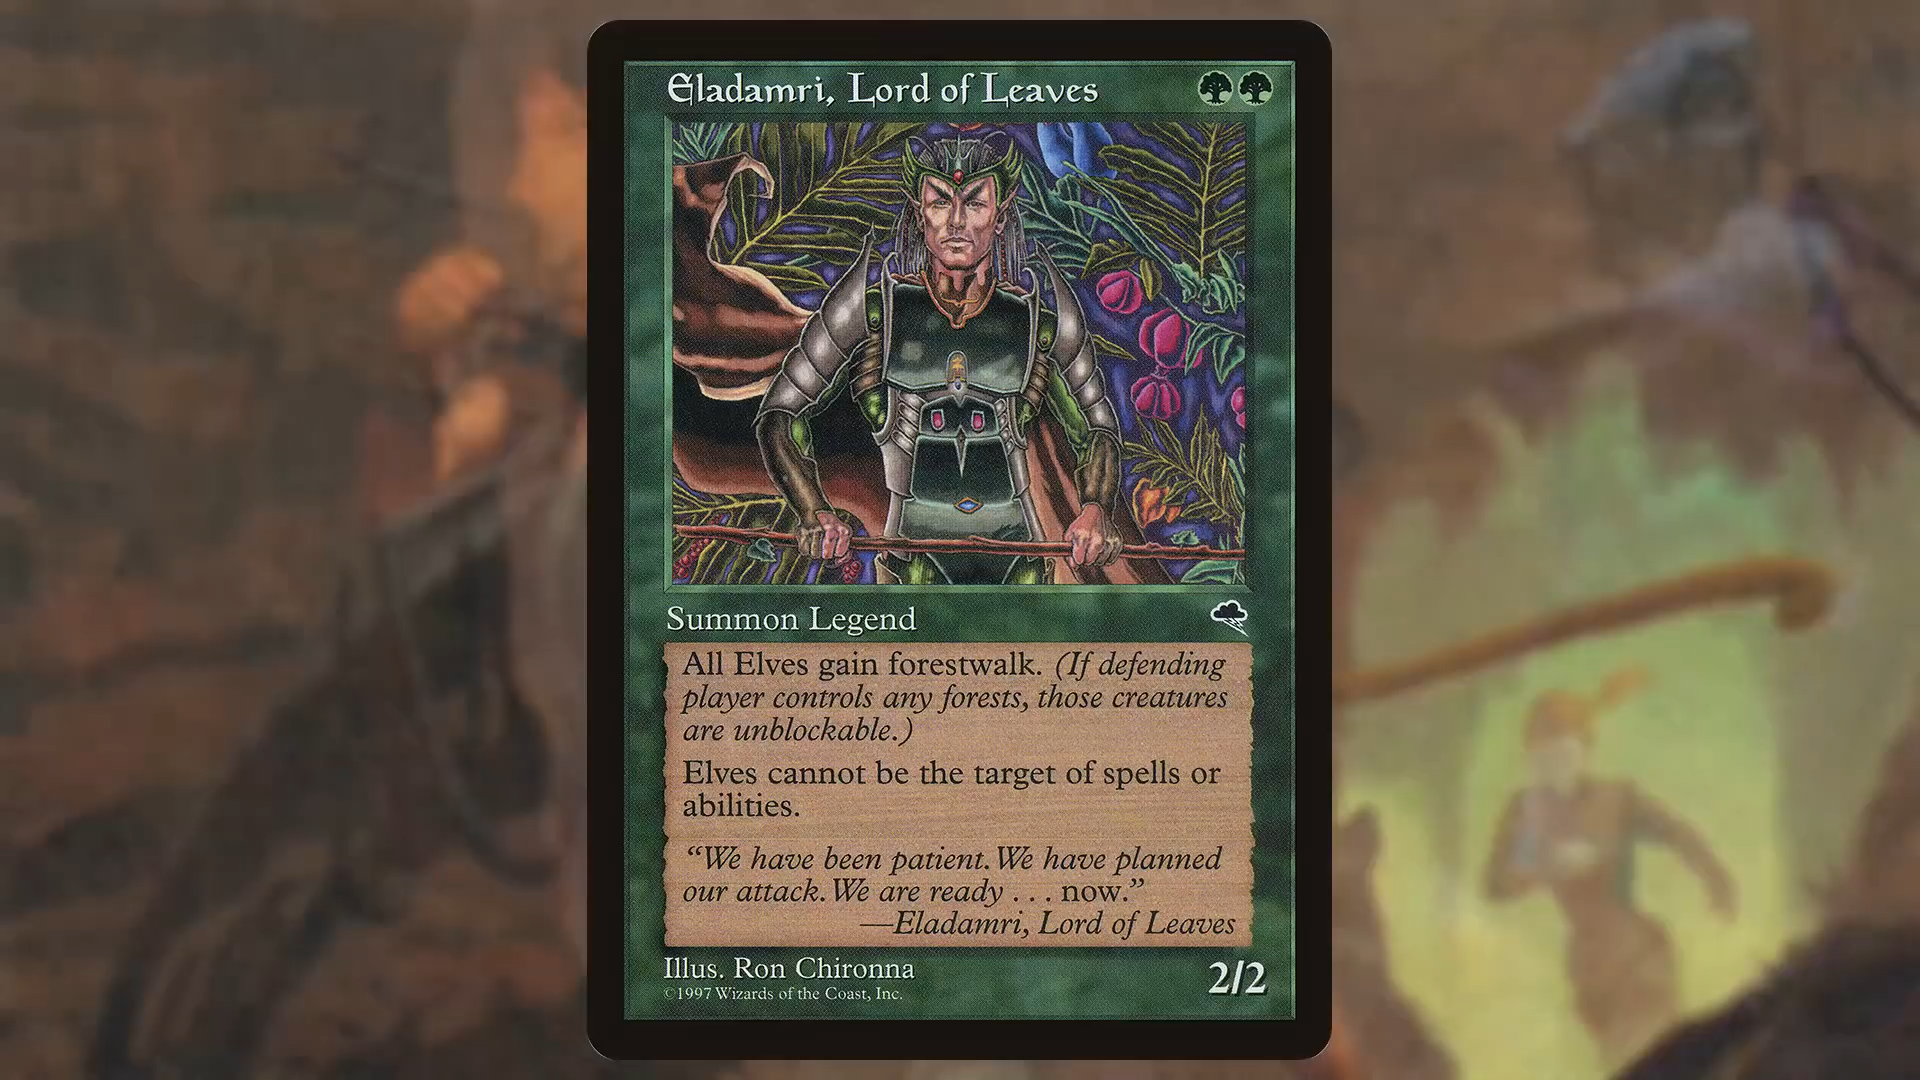 Eladamri, Lord of Leaves
Summon Legend
All Elves gain forestwalk. (If defending
player controls any forests, those creatures
are unblockable.)
Elves cannot be the target of spells or
abilities.
“We have been patient. We have planned
our attack. We are ready . . . now.”
—Eladamri, Lord of Leaves
Illus. Ron Chironna
2/2
©1997 Wizards of the Coast, Inc.